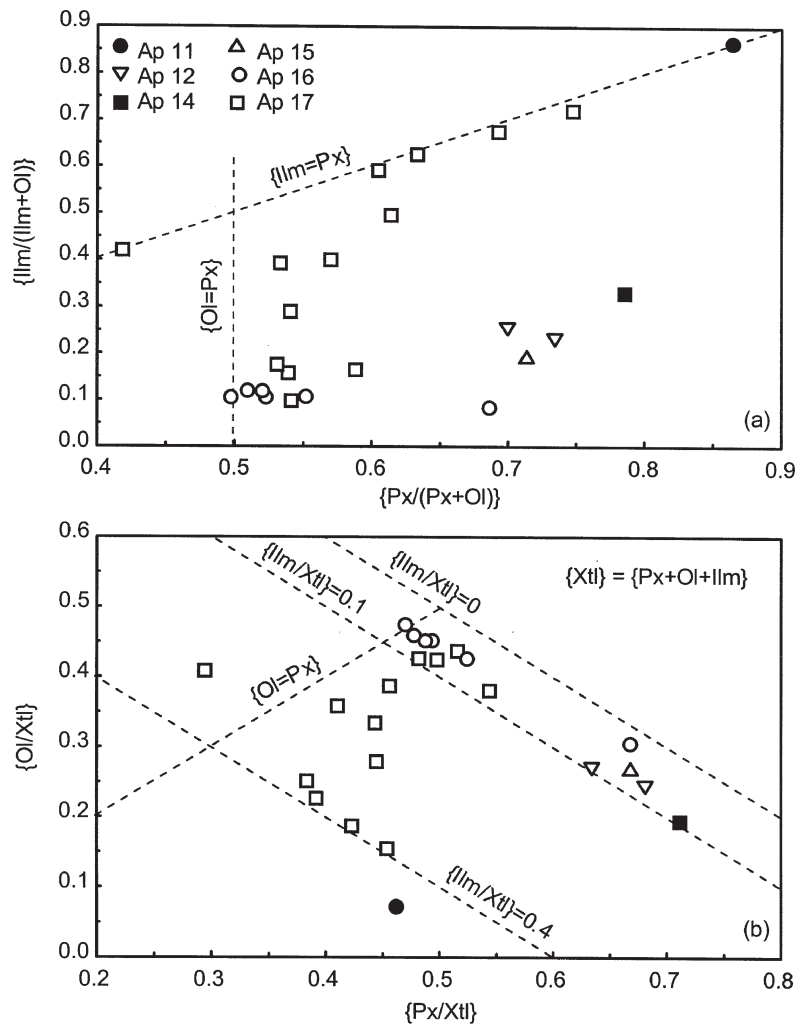 0.9
0.8
0.7
0.6
0.5
0.4
0.3
0.2
0.1
0.0
{Ilm/(Ilm+Ol)}
Ap 11
Ap 15
Ap 12
Ap 16
Ap 14
Ap 17
{Ilm=Px}
{Ol=Px}
(a)
0.4
0.5
0.6
0.7
0.8
0.9
{Px/(Px+Ol)}
0.6
0.5
0.4
0.3
0.2
0.1
0.0
{Ol/Xtl}
{Ilm/Xtl}=0.1
{Ilm/Xtl}=0
{Xtl} = {Px+Ol+Ilm}
{Ol=Px}
{Ilm/Xtl}=0.4
(b)
0.2
0.3
0.4
0.5
0.6
0.7
0.8
{Px/Xtl}